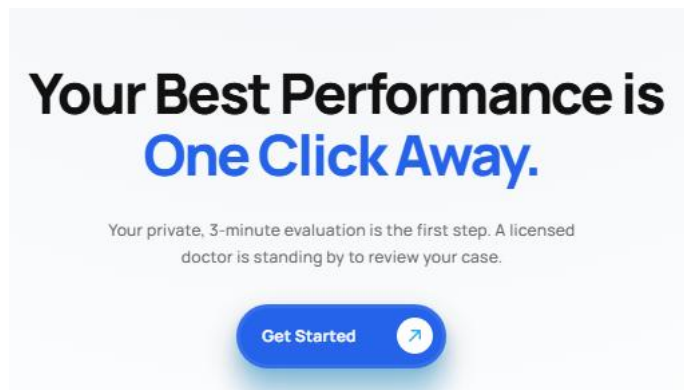 Your Best Performance is
One Click Away.
Your private, 3-minute evaluation is the first step. A licensed
doctor is standing by to review your case.
Get Started